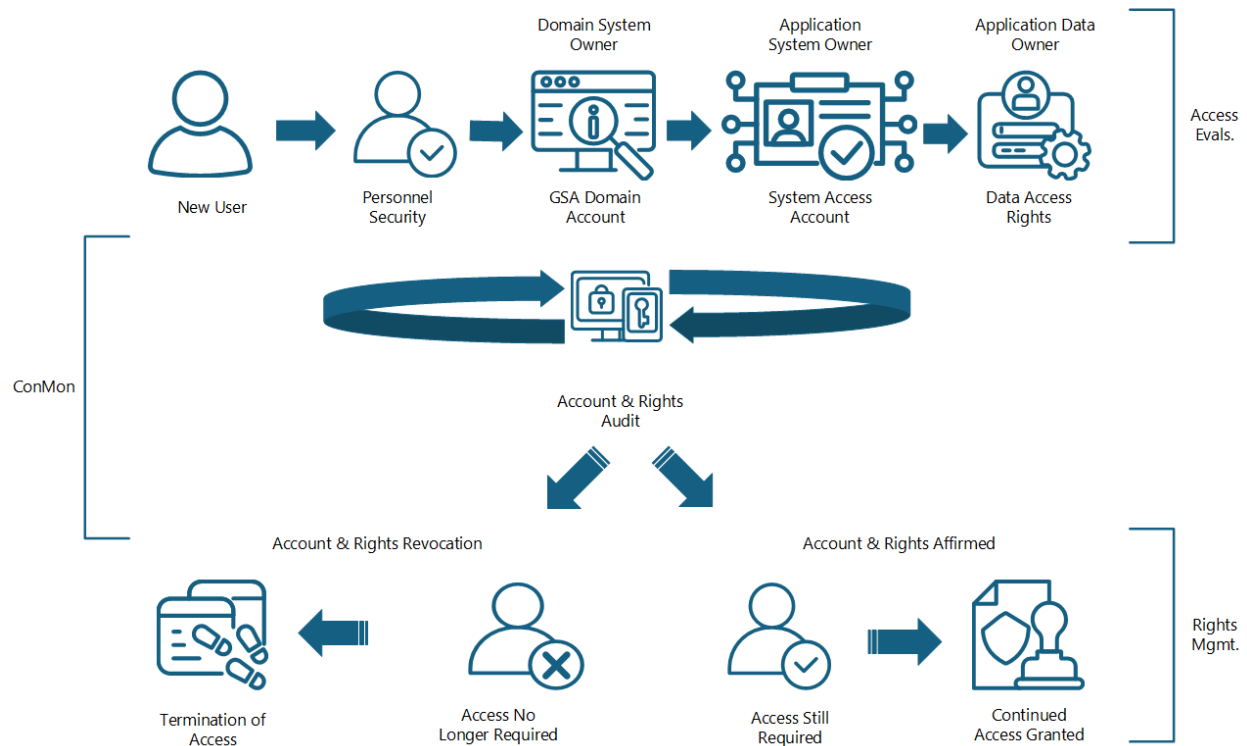 Domain System
Owner
Application
System Owner
Application Data
Owner
Access
Evals.
New User
Personnel
Security
GSA Domain
Account
System Access
Account
Data Access
Rights
ConMon
Account & Rights
Audit
Account & Rights Revocation
Account & Rights Affirmed
Rights
Mgmt.
Termination of
Access
Access No
Longer Required
Access Still
Required
Continued
Access Granted